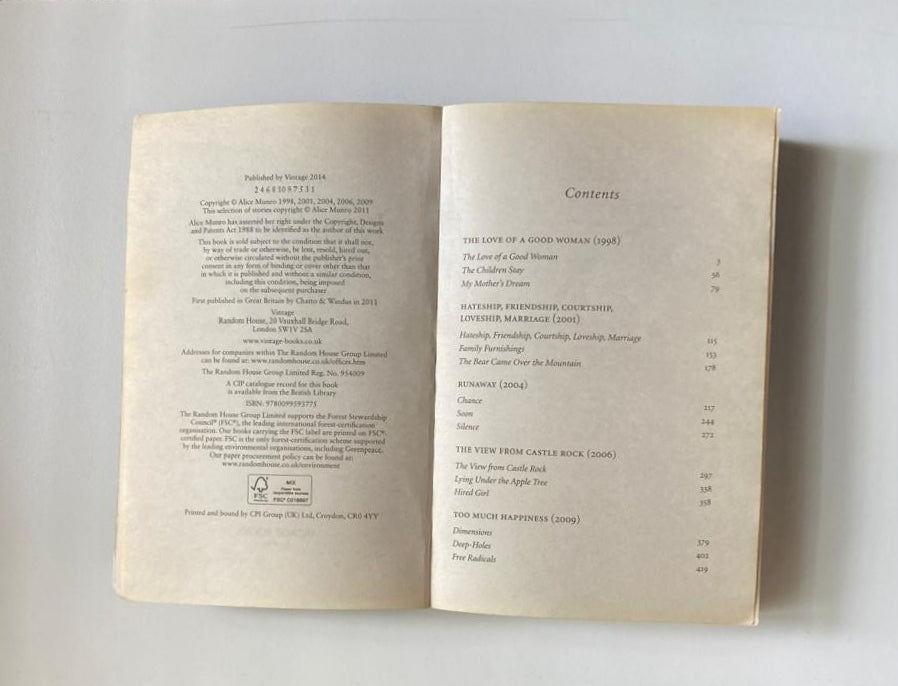 Published by Vintage 2014
2 4 6 8 10 9 7 5 3 1
Copyright © Alice Munro 1998, 2001, 2004, 2006, 2009
This selection of stories copyright © Alice Munro 2011
Alice Munro has asserted her right under the Copyright, Designs
and Patents Act 1988 to be identified as the author of this work
This book is sold subject to the condition that it shall not,
by way of trade or otherwise, be lent, resold, hired out,
or otherwise circulated without the publisher's prior
consent in any form of binding or cover other than that
in which it is published and without a similar condition,
including this condition, being imposed
on the subsequent purchaser
First published in Great Britain by Chatto & Windus in 2011
Vintage
Random House, 20 Vauxhall Bridge Road,
London SW1V 2SA
www.vintage-books.co.uk
Addresses for companies within The Random House Group Limited
can be found at: www.randomhouse.co.uk/offices.htm
The Random House Group Limited Reg. No. 954009
A CIP catalogue record for this book
is available from the British Library
ISBN: 9780099593775
The Random House Group Limited supports the Forest Stewardship
Council® (FSC®), the leading international forest-certification
organisation. Our books carrying the FSC label are printed on FSC®-
certified paper. FSC is the only forest-certification scheme supported
by the leading environmental organisations, including Greenpeace.
Our paper procurement policy can be found at:
www.randomhouse.co.uk/environment
FSC
MIX
Paper from
responsible sources
Printed and bound by CPI Group (UK) Ltd, Croydon, CR0 4YY
Contents
THE LOVE OF A GOOD WOMAN (1998)
The Love of a Good Woman 3
The Children Stay 56
My Mother's Dream 79
HATESHIP, FRIENDSHIP, COURTSHIP,
LOVESHIP, MARRIAGE (2001)
Hateship, Friendship, Courtship, Loveship, Marriage 115
Family Furnishings 153
The Bear Came Over the Mountain 178
RUNAWAY (2004)
Chance 217
Soon 244
Silence 272
THE VIEW FROM CASTLE ROCK (2006)
The View from Castle Rock 297
Lying Under the Apple Tree 338
Hired Girl 358
TOO MUCH HAPPINESS (2009)
Dimensions 379
Deep-Holes 402
Free Radicals 419